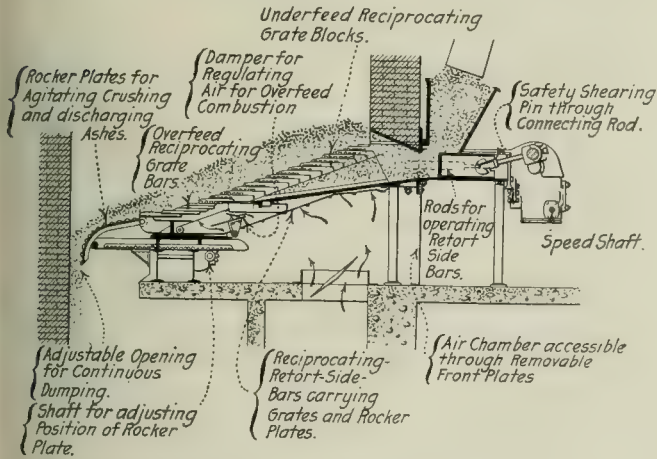 Underfeed Reciprocating
Grate Blocks.
Damper for
Regulating
Air for Overfeed
Combustion
Rocker Plates for
Agitating Crushing
and discharging
Ashes.
Overfeed
Reciprocating
Grate
Bars.
Safety Shearing
Pin through
Connecting Rod.
Rods for
operating
Retort
Side
Bars.
Speed Shaft.
Adjustable Opening
for Continuous
Dumping.
Shaft for adjusting
Position of Rocker
Plate.
Reciprocating-
Retort-Side-
Bars carrying
Grates and Rocker
Plates.
Air Chamber accessible
through Removable
Front Plates